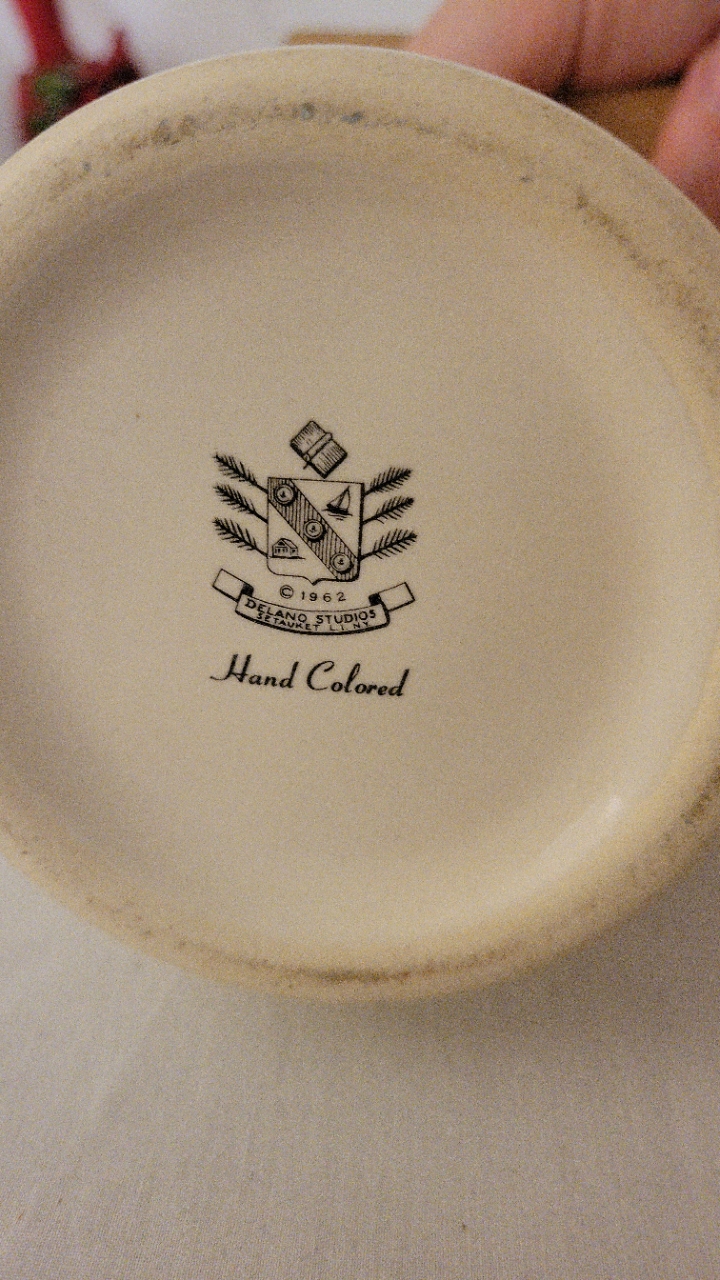 © 1962
DELANO STUDIOS
SETAUKET L.I. N.Y.
Hand Colored